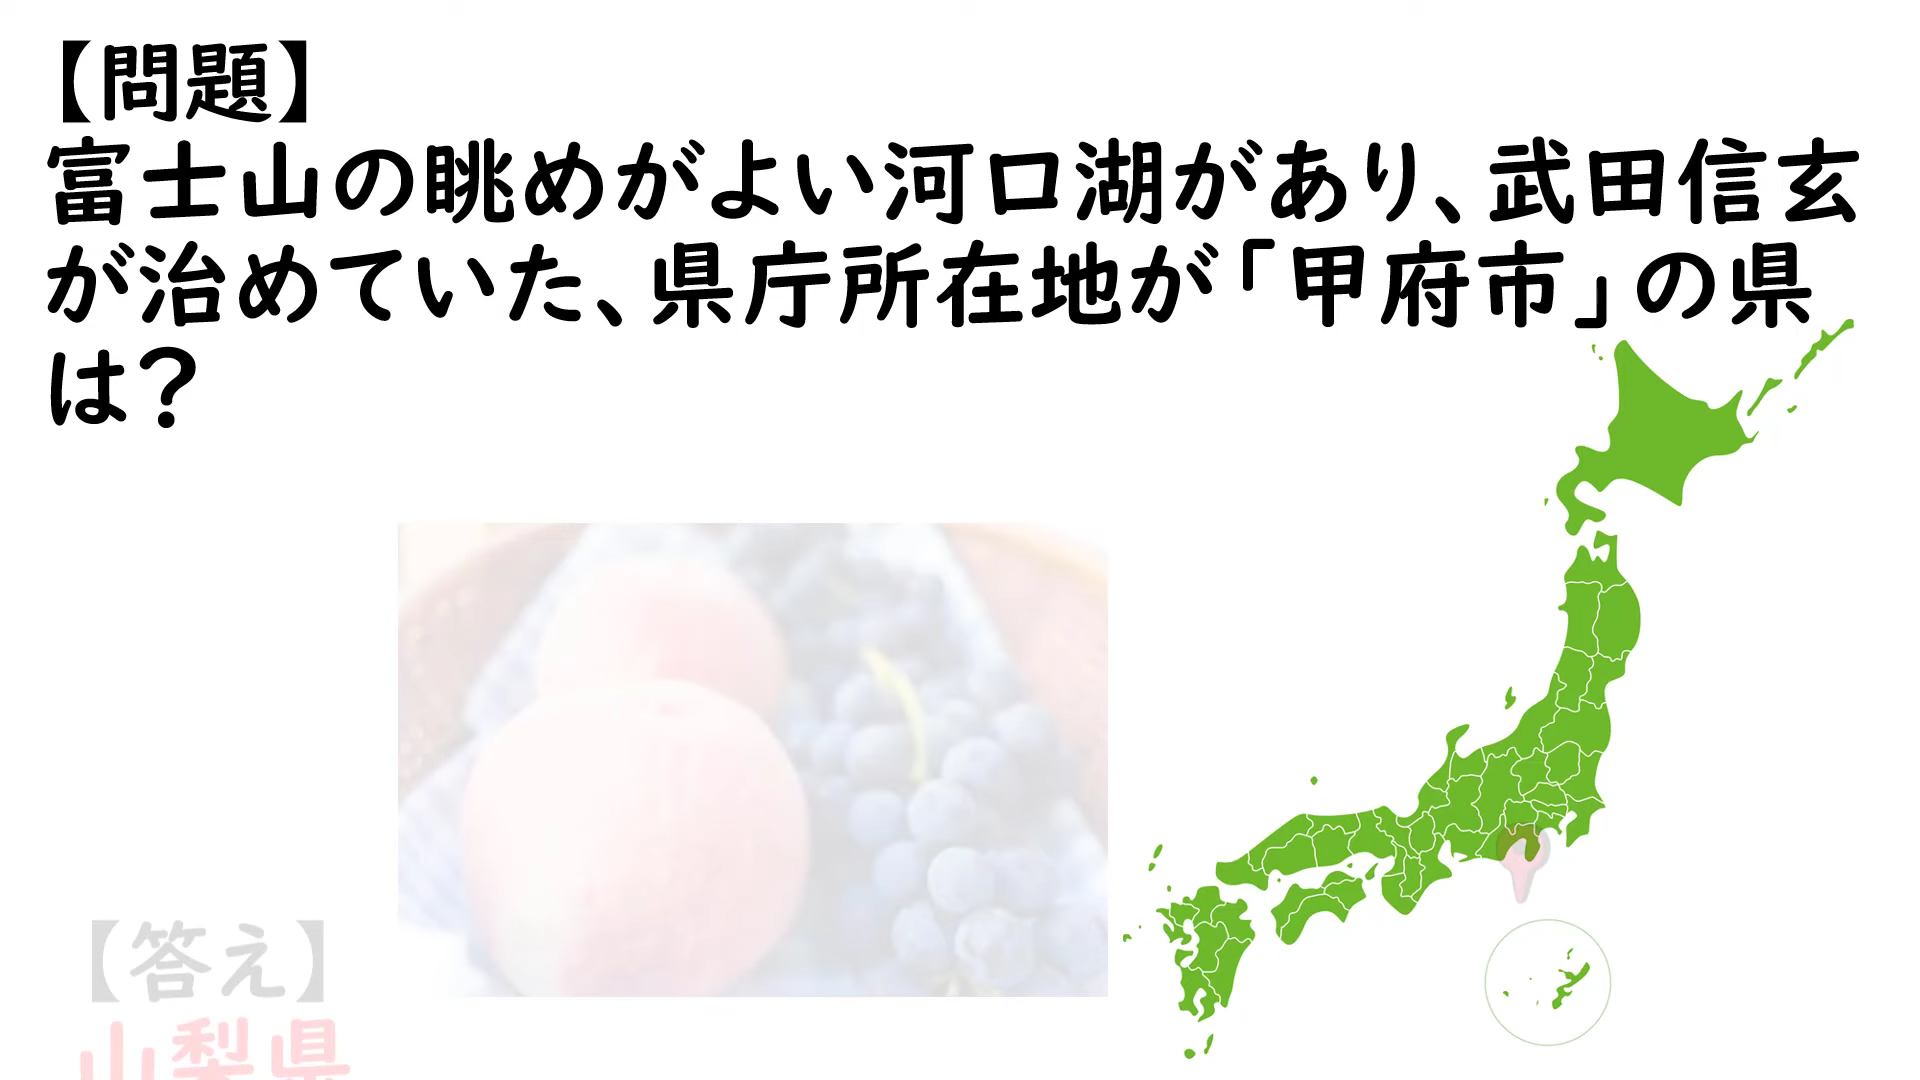 【問題】
富士山の眺めがよい河口湖があり、武田信玄
が治めていた、県庁所在地が「甲府市」の県
は？
【答え】
山梨県